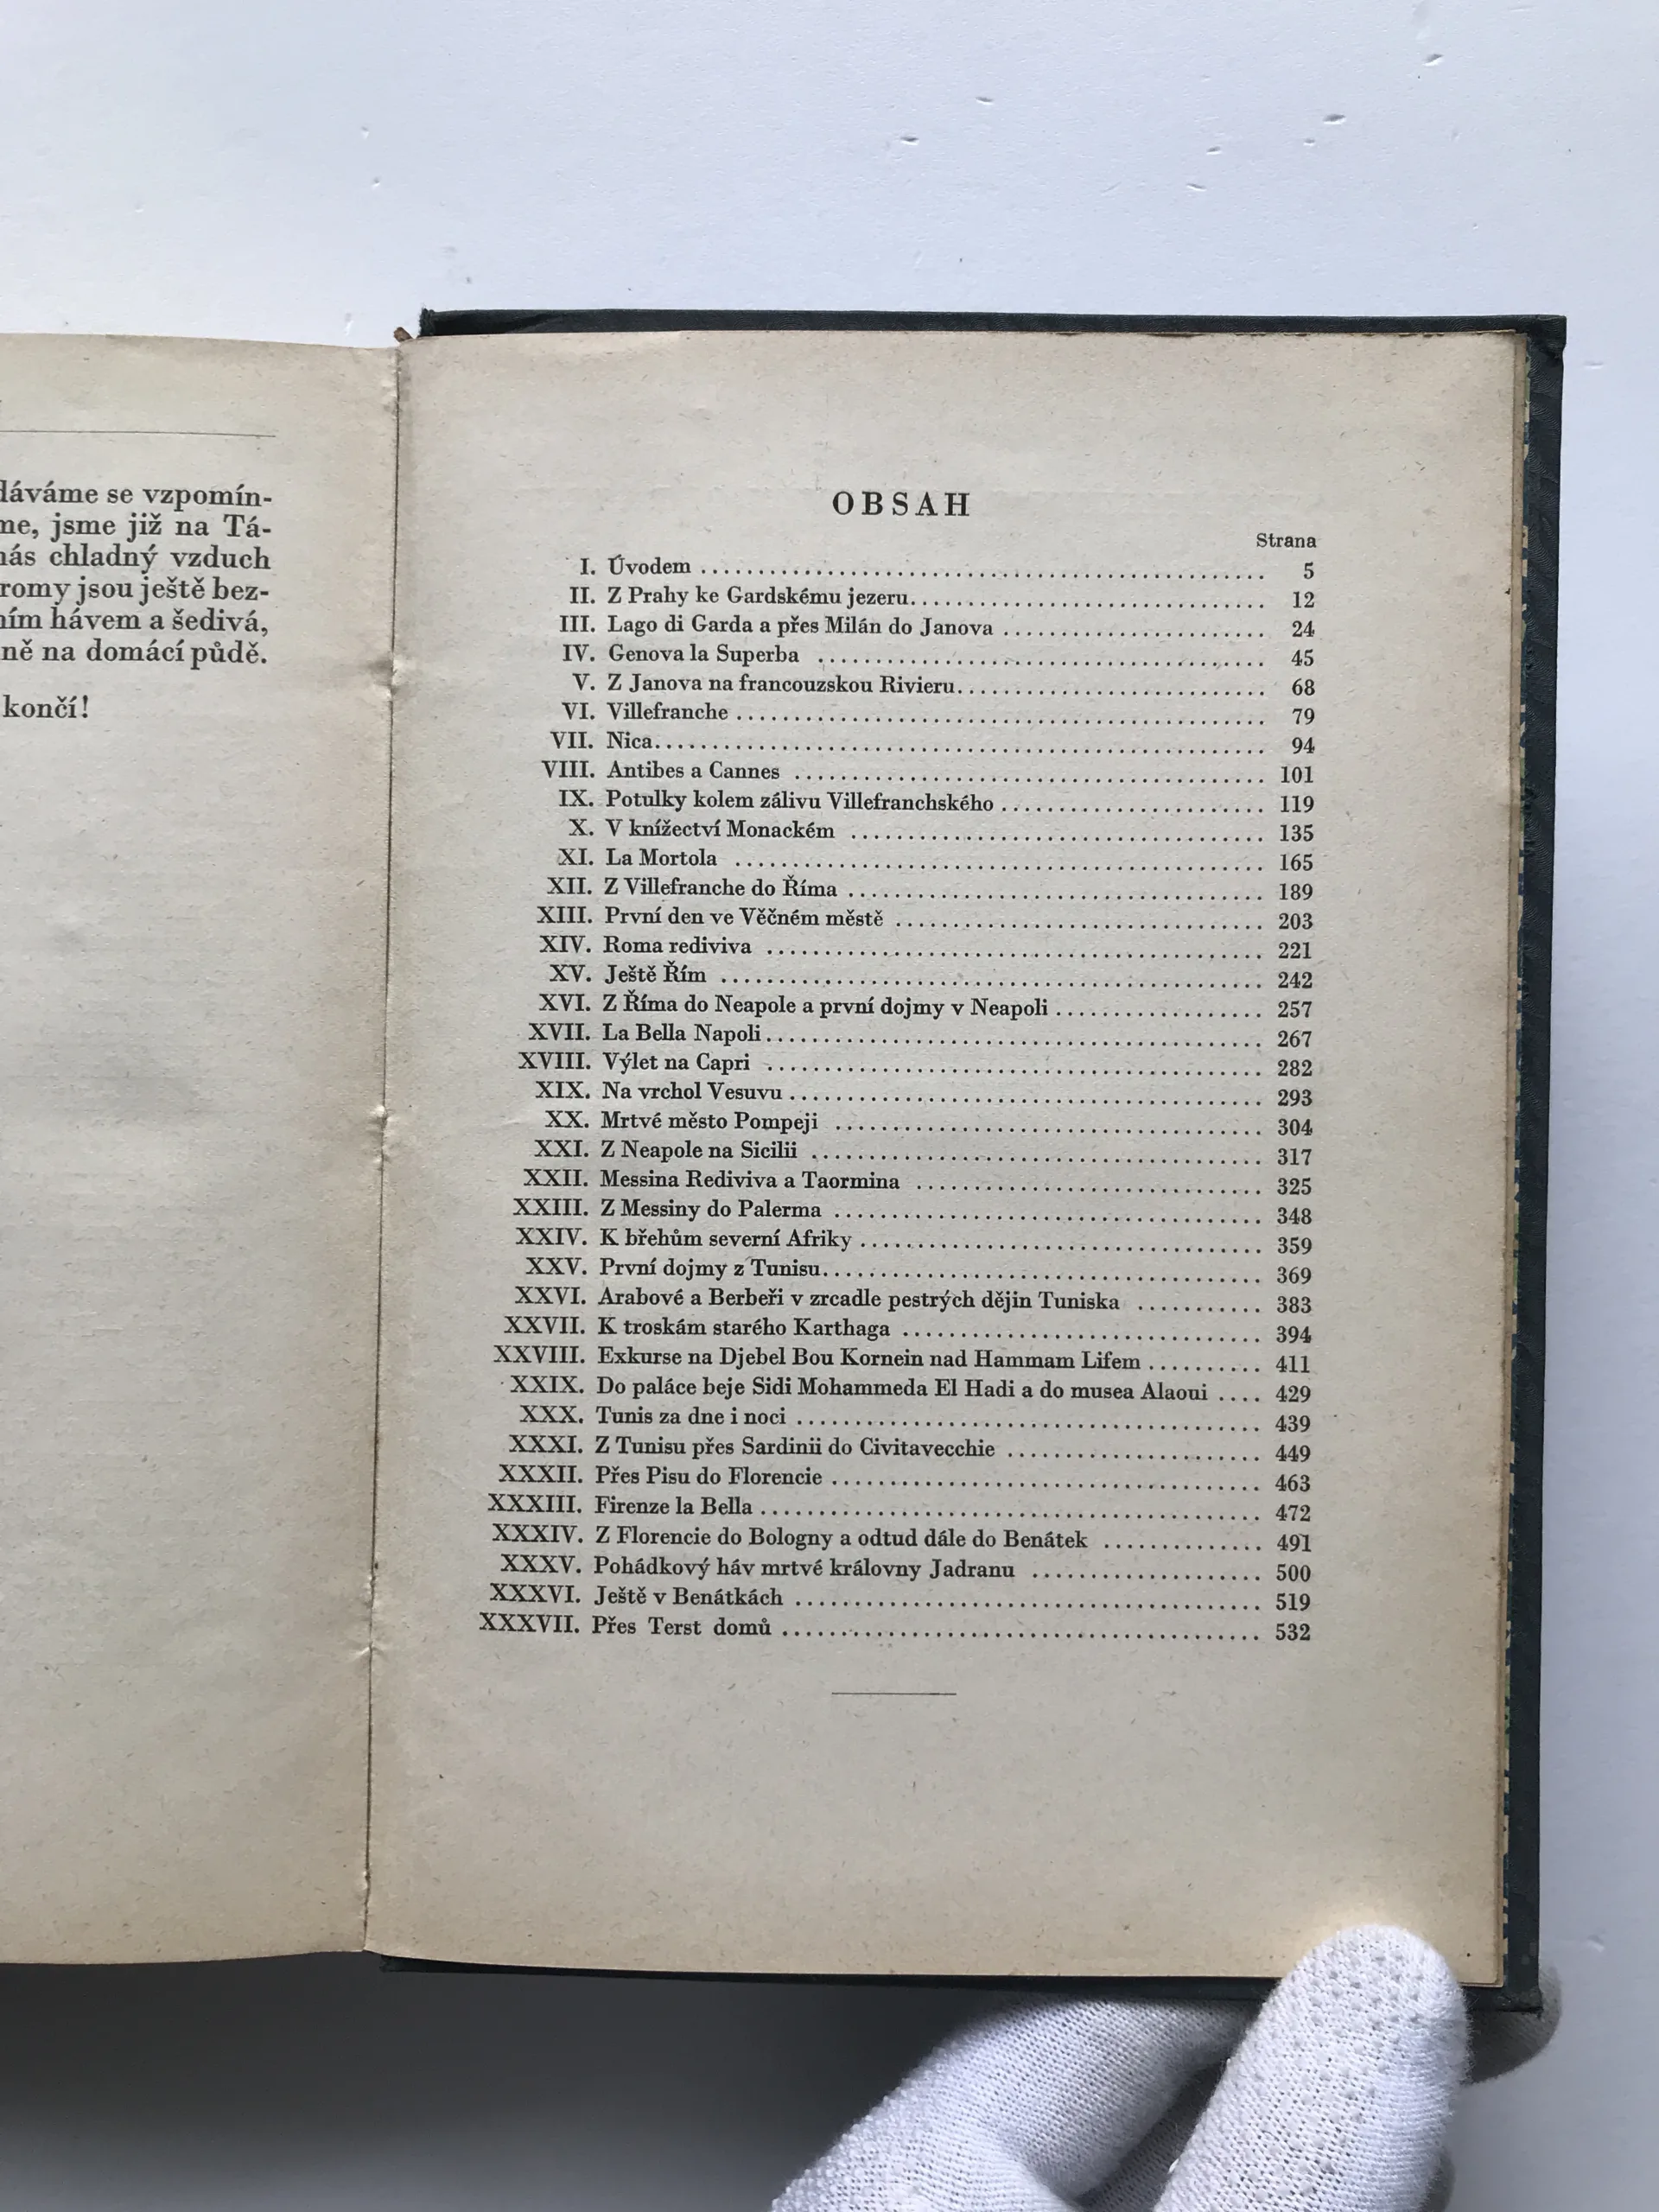 dáváme se vzpomín-
me, jsme již na Tá-
nás chladný vzduch
romy jsou ještě bez-
ním hávem a šedivá,
ně na domácí půdě.
končí!
OBSAH
Strana
I. Úvodem ........ 5
II. Z Prahy ke Gardskému jezeru........ 12
III. Lago di Garda a přes Milán do Janova ........ 24
IV. Genova la Superba ........ 45
V. Z Janova na francouzskou Rivieru........ 68
VI. Villefranche ........ 79
VII. Nica........ 94
VIII. Antibes a Cannes ........ 101
IX. Potulky kolem zálivu Villefranchského ........ 119
X. V knížectví Monackém ........ 135
XI. La Mortola ........ 165
XII. Z Villefranche do Říma ........ 189
XIII. První den ve Věčném městě ........ 203
XIV. Roma rediviva ........ 221
XV. Ještě Řím ........ 242
XVI. Z Říma do Neapole a první dojmy v Neapoli ........ 257
XVII. La Bella Napoli........ 267
XVIII. Výlet na Capri ........ 282
XIX. Na vrchol Vesuvu ........ 293
XX. Mrtvé město Pompeji ........ 304
XXI. Z Neapole na Sicilii ........ 317
XXII. Messina Rediviva a Taormina ........ 325
XXIII. Z Messiny do Palerma ........ 348
XXIV. K břehům severní Afriky ........ 359
XXV. První dojmy z Tunisu........ 369
XXVI. Arabové a Berbeři v zrcadle pestrých dějin Tuniska ........ 383
XXVII. K troskám starého Karthaga ........ 394
XXVIII. Exkurse na Djebel Bou Kornein nad Hammam Lifem ........ 411
XXIX. Do paláce beje Sidi Mohammeda El Hadi a do musea Alaoui .... 429
XXX. Tunis za dne i noci ........ 439
XXXI. Z Tunisu přes Sardinii do Civitavecchie ........ 449
XXXII. Přes Pisu do Florencie ........ 463
XXXIII. Firenze la Bella ........ 472
XXXIV. Z Florencie do Bologny a odtud dále do Benátek ........ 491
XXXV. Pohádkový háv mrtvé královny Jadranu ........ 500
XXXVI. Ještě v Benátkách ........ 519
XXXVII. Přes Terst domů ........ 532